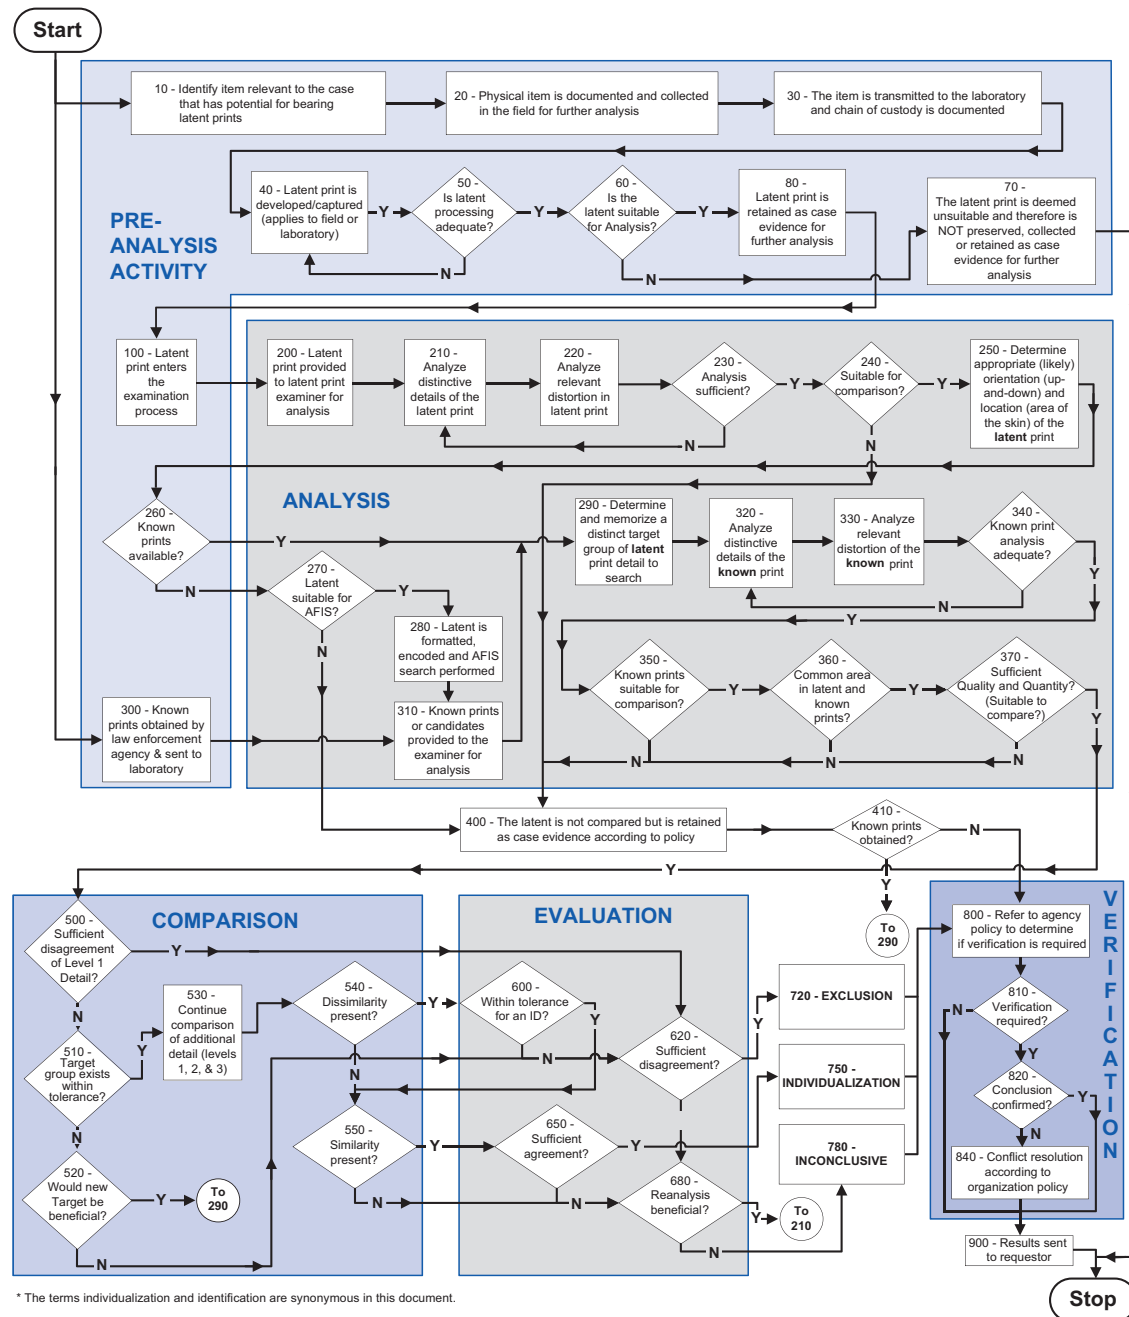 Start
10 - Identify item relevant to the case
that has potential for bearing
latent prints
20 - Physical item is documented and collected
in the field for further analysis
30 - The item is transmitted to the laboratory
and chain of custody is documented
PRE-
ANALYSIS
ACTIVITY
40 - Latent print is
developed/captured
(applies to field or
laboratory)
Y
50 -
Is latent
processing
adequate?
N
Y
60 -
Is the
latent suitable
for Analysis?
Y
N
80 -
Latent print is
retained as case
evidence for
further analysis
70 -
The latent print is deemed
unsuitable and therefore is
NOT preserved, collected
or retained as case
evidence for further
analysis
100 - Latent
print enters
the
examination
process
200 - Latent
print provided
to latent print
examiner for
analysis
210 -
Analyze
distinctive
details of the
latent print
220 -
Analyze
relevant
distortion in
latent print
230 -
Analysis
sufficient?
N
Y
240 -
Suitable for
comparison?
Y
N
250 - Determine
appropriate (likely)
orientation (up-
and-down) and
location (area of
the skin) of the
latent print
ANALYSIS
260 -
Known
prints
available?
Y
N
270 -
Latent
suitable for
AFIS?
Y
N
280 - Latent is
formatted,
encoded and AFIS
search performed
290 - Determine
and memorize a
distinct target
group of latent
print detail to
search
320 -
Analyze
distinctive
details of the
known print
330 - Analyze
relevant
distortion of the
known print
340 -
Known print
analysis
adequate?
N
Y
Y
300 - Known
prints obtained by
law enforcement
agency & sent to
laboratory
310 - Known prints
or candidates
provided to the
examiner for
analysis
350 -
Known prints
suitable for
comparison?
Y
N
360 -
Common area
in latent and
known
prints?
Y
N
370 -
Sufficient
Quality and Quantity?
(Suitable to
compare?)
Y
N
400 - The latent is not compared but is retained
as case evidence according to policy
410 -
Known prints
obtained?
N
Y
To
290
Y
COMPARISON
500 -
Sufficient
disagreement
of Level 1
Detail?
Y
N
510 -
Target
group exists
within
tolerance?
Y
N
520 -
Would new
Target be
beneficial?
Y
To
290
N
530 -
Continue
comparison
of additional
detail (levels
1, 2, & 3)
540 -
Dissimilarity
present?
Y
N
550 -
Similarity
present?
Y
N
EVALUATION
600 -
Within tolerance
for an ID?
Y
N
620 -
Sufficient
disagreement?
Y
650 -
Sufficient
agreement?
Y
N
680 -
Reanalysis
beneficial?
Y
To
210
N
720 - EXCLUSION
750 -
INDIVIDUALIZATION
780 -
INCONCLUSIVE
VERIFICATION
800 - Refer to agency
policy to determine
if verification is required
810 -
Verification
required?
N
Y
820 -
Conclusion
confirmed?
Y
N
840 - Conflict resolution
according to
organization policy
900 - Results sent
to requestor
Stop
* The terms individualization and identification are synonymous in this document.